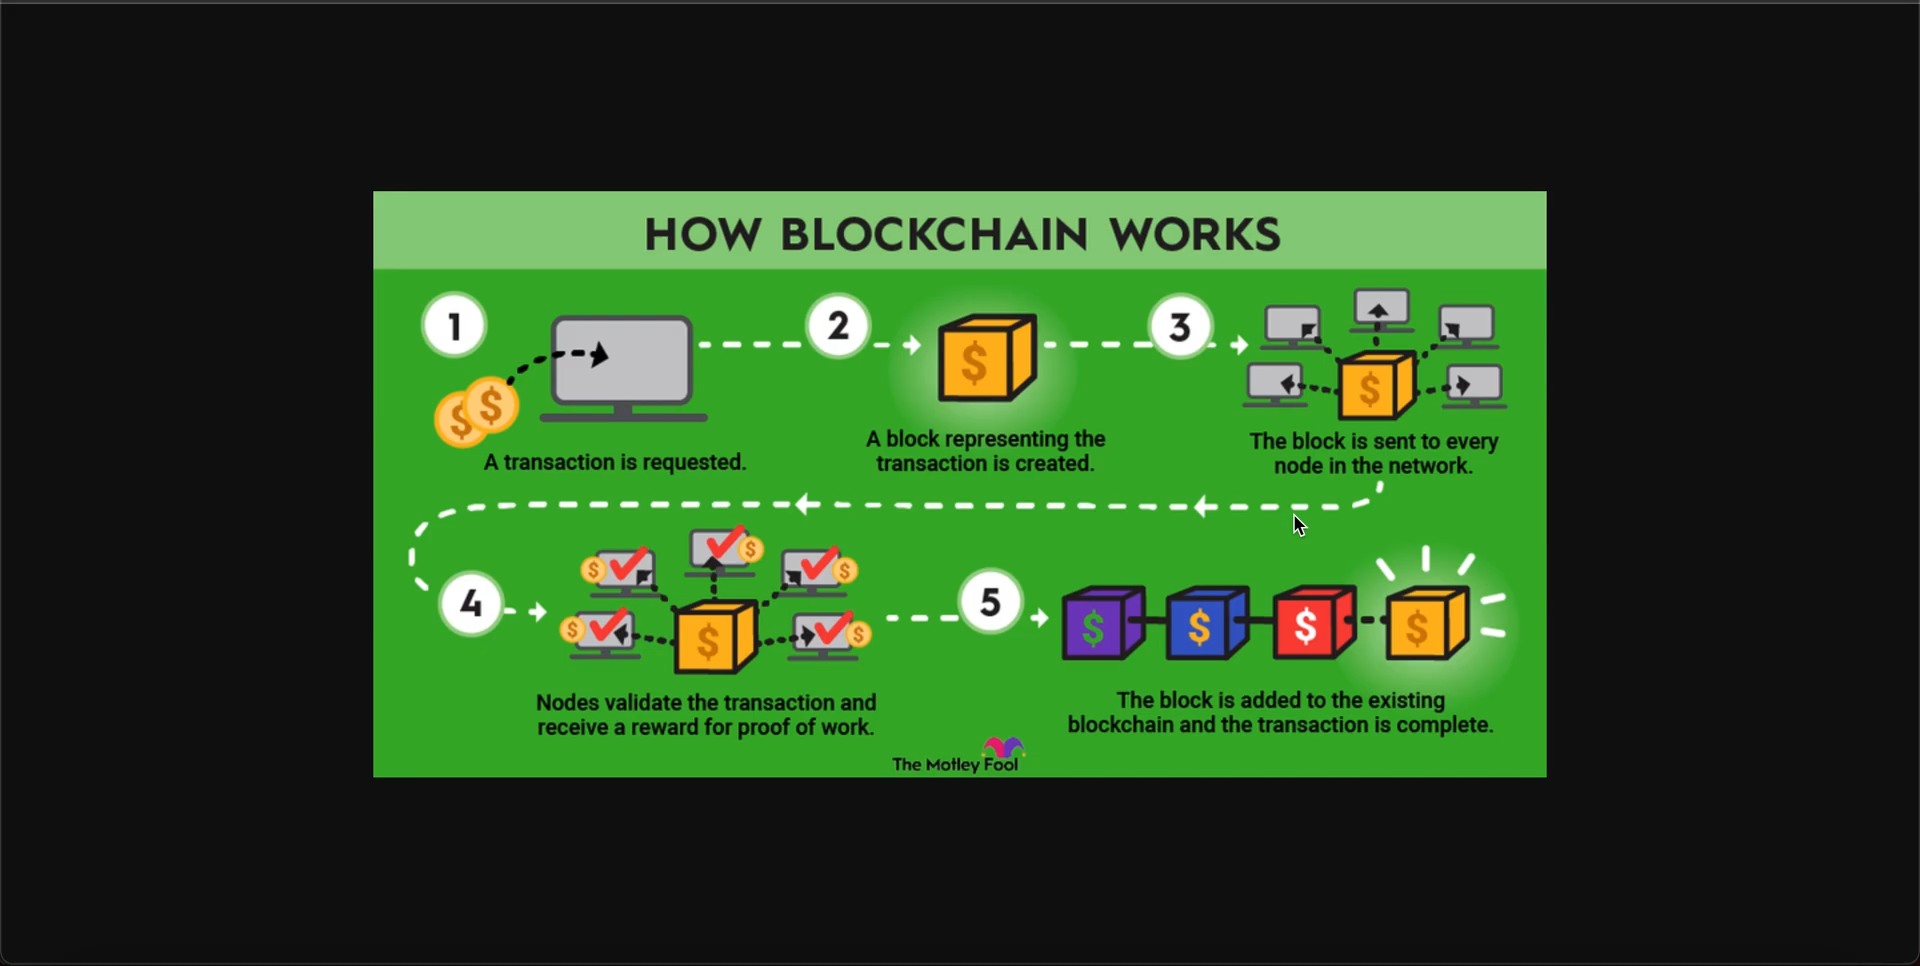 HOW BLOCKCHAIN WORKS
1
2
3
$
$
$
$
A transaction is requested.
A block representing the
transaction is created.
The block is sent to every
node in the network.
4
5
$
$
$
$
$
$
$
$
$
$
Nodes validate the transaction and
receive a reward for proof of work.
The block is added to the existing
blockchain and the transaction is complete.
The Motley Fool